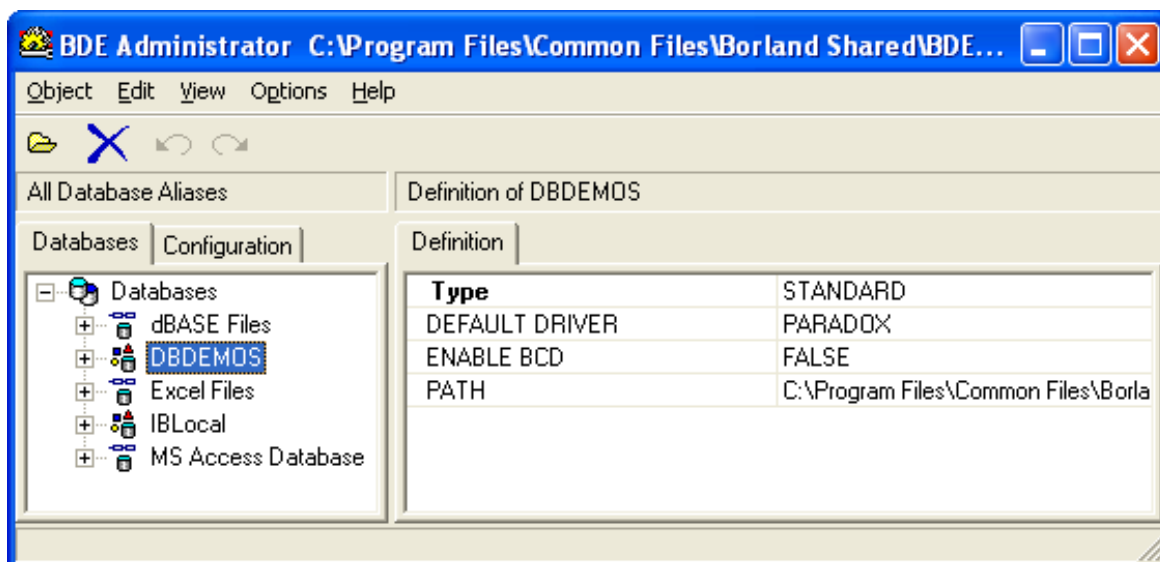 BDE Administrator C:\Program Files\Common Files\Borland Shared\BDE...
Object Edit View Options Help
All Database Aliases
Definition of DBDEMOS
Databases Configuration
Definition
Databases
dBASE Files
DBDEMOS
Excel Files
IBLocal
MS Access Database
Type STANDARD
DEFAULT DRIVER PARADOX
ENABLE BCD FALSE
PATH C:\Program Files\Common Files\Borla